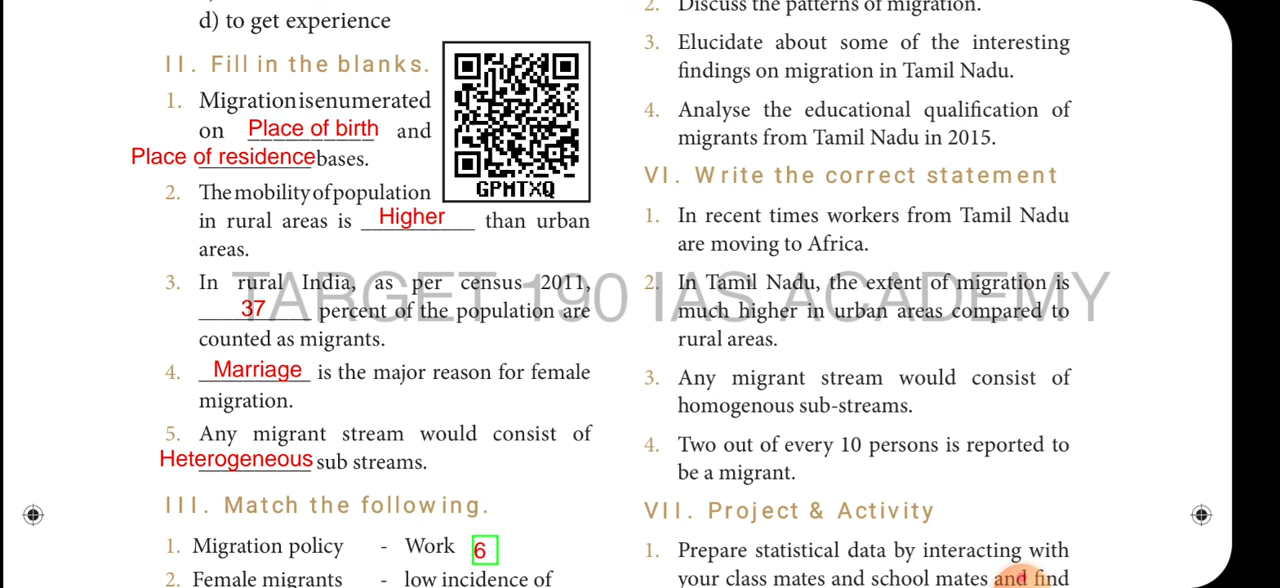 d) to get experience
II. Fill in the blanks.
1. Migration is enumerated
on Place of birth and
Place of residence bases.
GPMTXQ
2. The mobility of population
in rural areas is Higher than urban
areas.
3. In rural India, as per census 2011,
37 percent of the population are
counted as migrants.
4. Marriage is the major reason for female
migration.
5. Any migrant stream would consist of
Heterogeneous sub streams.
III. Match the following.
1. Migration policy - Work 6
2. Female migrants - low incidence of
2. Discuss the patterns of migration.
3. Elucidate about some of the interesting
findings on migration in Tamil Nadu.
4. Analyse the educational qualification of
migrants from Tamil Nadu in 2015.
VI. Write the correct statement
1. In recent times workers from Tamil Nadu
are moving to Africa.
2. In Tamil Nadu, the extent of migration is
much higher in urban areas compared to
rural areas.
3. Any migrant stream would consist of
homogenous sub-streams.
4. Two out of every 10 persons is reported to
be a migrant.
VII. Project & Activity
1. Prepare statistical data by interacting with
your class mates and school mates and find
TARGET 190 IAS ACADEMY